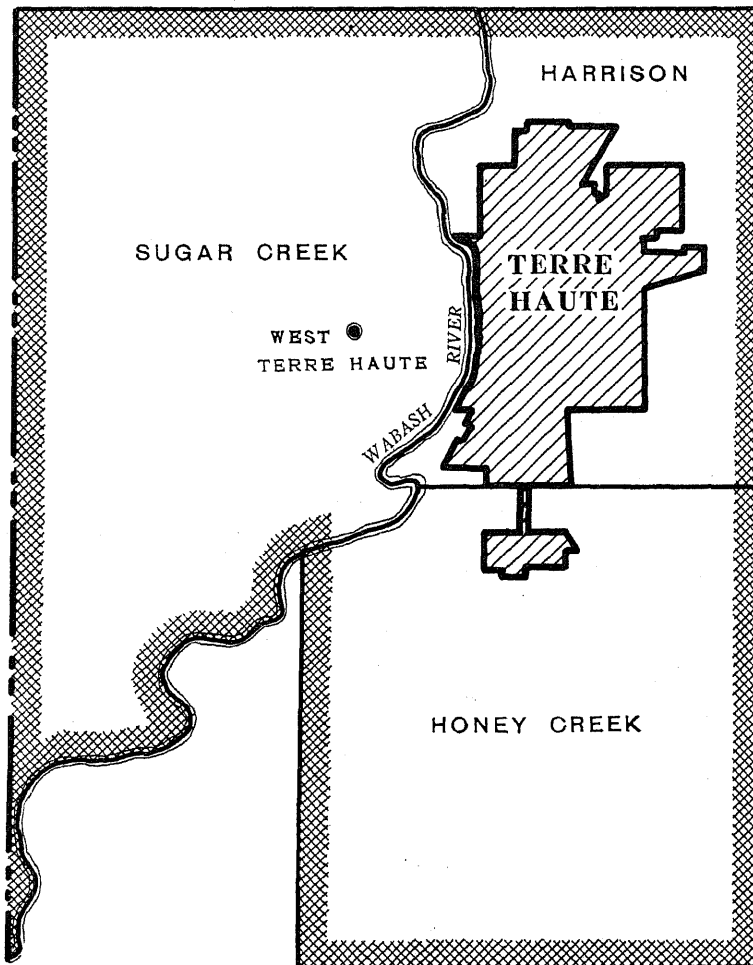 HARRISON
SUGAR CREEK
TERRE
HAUTE
WEST
TERRE HAUTE
WABASH RIVER
HONEY CREEK